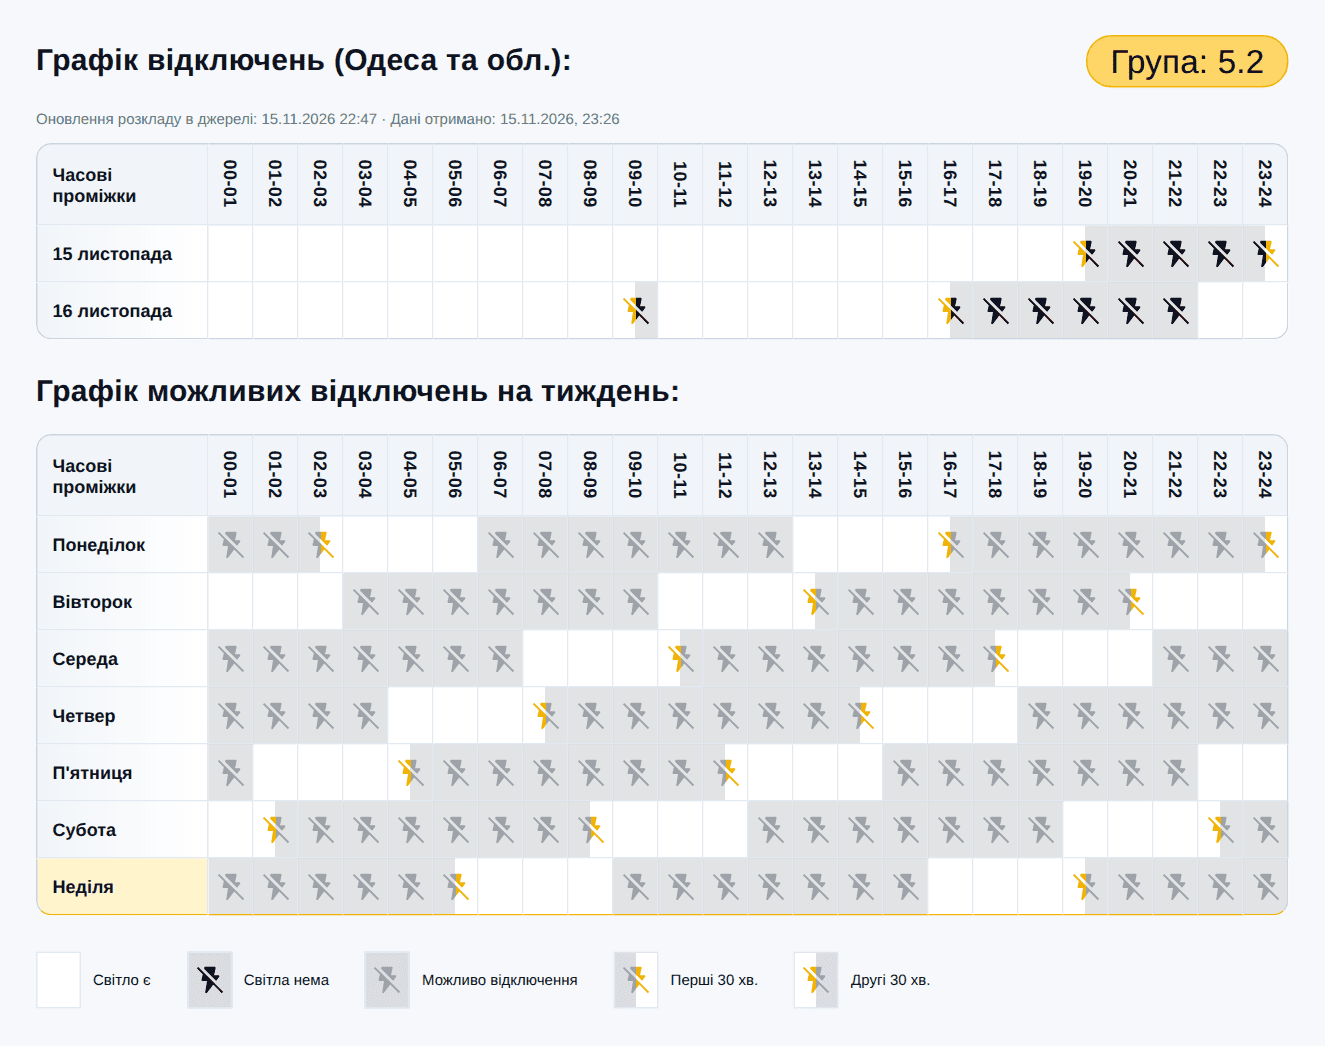 Графік відключень (Одеса та обл.):
Група: 5.2
Оновлення розкладу в джерелі: 15.11.2026 22:47 · Дані отримано: 15.11.2026, 23:26
Часові проміжки 00-01 01-02 02-03 03-04 04-05 05-06 06-07 07-08 08-09 09-10 10-11 11-12 12-13 13-14 14-15 15-16 16-17 17-18 18-19 19-20 20-21 21-22 22-23 23-24
15 листопада
16 листопада
Графік можливих відключень на тиждень:
Часові проміжки 00-01 01-02 02-03 03-04 04-05 05-06 06-07 07-08 08-09 09-10 10-11 11-12 12-13 13-14 14-15 15-16 16-17 17-18 18-19 19-20 20-21 21-22 22-23 23-24
Понеділок
Вівторок
Середа
Четвер
П'ятниця
Субота
Неділя
Світло є Світла нема Можливо відключення Перші 30 хв. Другі 30 хв.